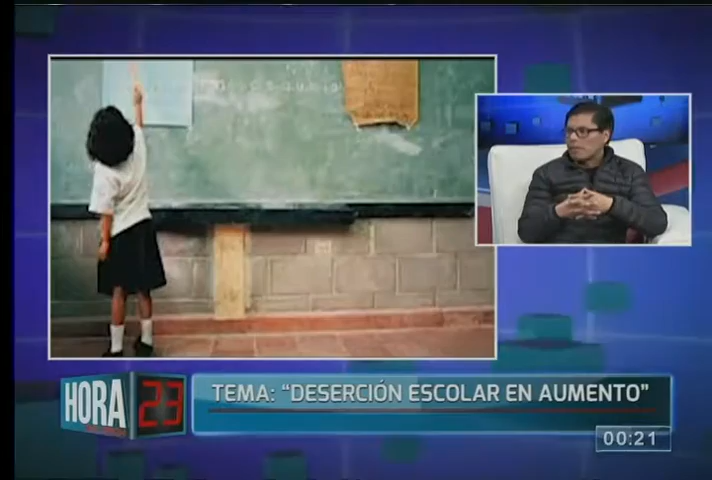 HORA 23
TEMA: “DESERCIÓN ESCOLAR EN AUMENTO”
00:21